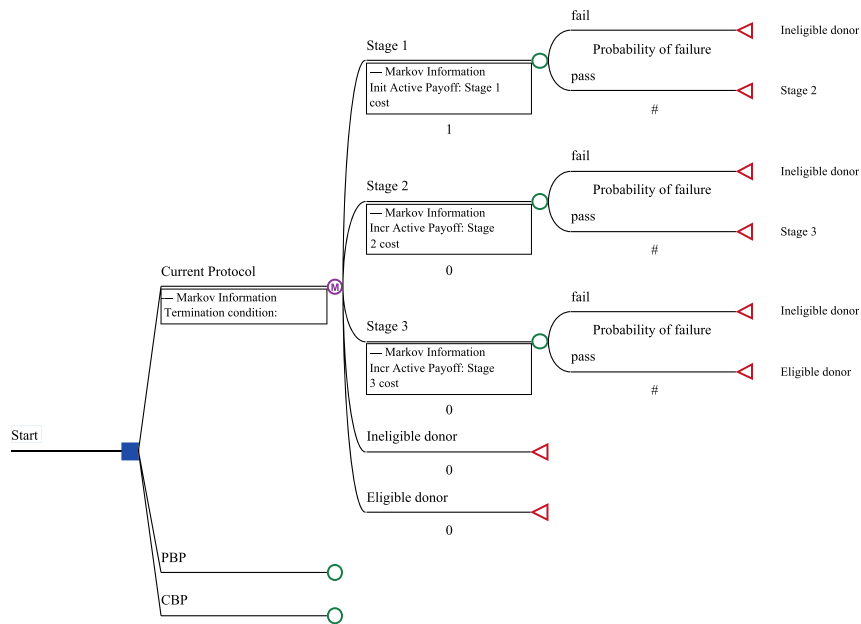 fail
Ineligible donor
Stage 1
Probability of failure
— Markov Information
Init Active Payoff: Stage 1
cost
pass
Stage 2
#
1
fail
Ineligible donor
Stage 2
Probability of failure
— Markov Information
Incr Active Payoff: Stage
2 cost
pass
Stage 3
#
0
Current Protocol
— Markov Information
Termination condition:
M
fail
Ineligible donor
Stage 3
Probability of failure
— Markov Information
Incr Active Payoff: Stage
3 cost
pass
Eligible donor
#
0
Start
Ineligible donor
0
Eligible donor
0
PBP
CBP